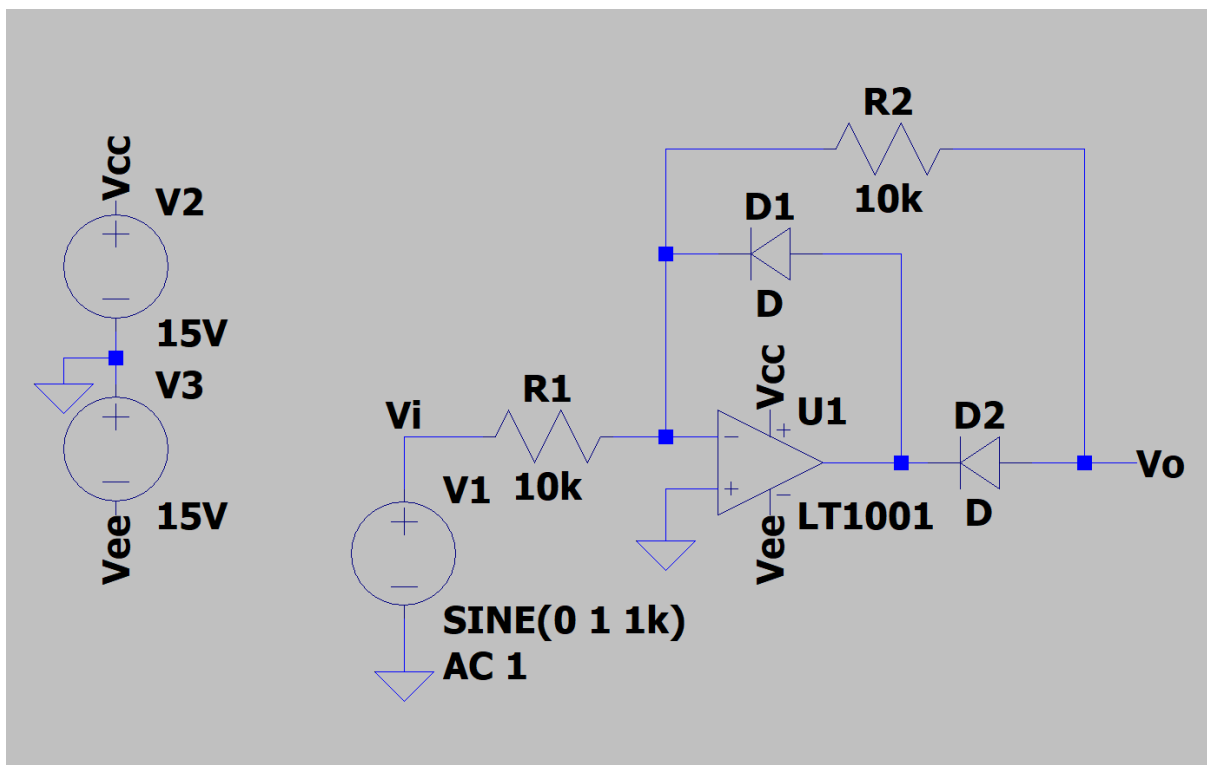 Vcc
V2
15V
V3
15V
Vee
Vi
R1
10k
V1
SINE(0 1 1k)
AC 1
R2
10k
D1
D
Vcc
U1
LT1001
Vee
D2
D
Vo